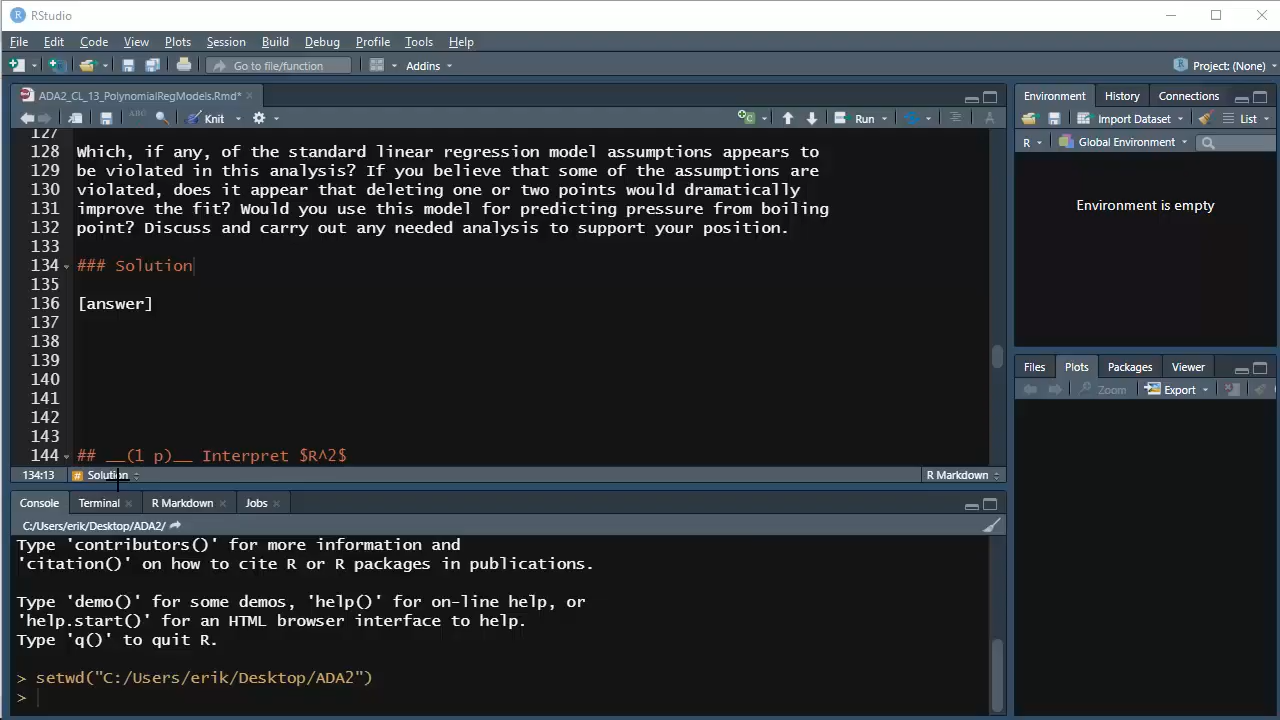 RStudio
File Edit Code View Plots Session Build Debug Profile Tools Help
Go to file/function Addins Project: (None)
ADA2_CL_13_PolynomialRegModels.Rmd*
ABC Knit Run
127
128 Which, if any, of the standard linear regression model assumptions appears to
129 be violated in this analysis? If you believe that some of the assumptions are
130 violated, does it appear that deleting one or two points would dramatically
131 improve the fit? Would you use this model for predicting pressure from boiling
132 point? Discuss and carry out any needed analysis to support your position.
133
134 ### Solution
135
136 [answer]
137
138
139
140
141
142
143
144 ## __(1 p)__ Interpret $R^2$
134:13 # Solution R Markdown
Console Terminal R Markdown Jobs
C:/Users/erik/Desktop/ADA2/
Type 'contributors()' for more information and
'citation()' on how to cite R or R packages in publications.
Type 'demo()' for some demos, 'help()' for on-line help, or
'help.start()' for an HTML browser interface to help.
Type 'q()' to quit R.
> setwd("C:/Users/erik/Desktop/ADA2")
>
Environment History Connections
Import Dataset List
R Global Environment
Environment is empty
Files Plots Packages Viewer
Zoom Export